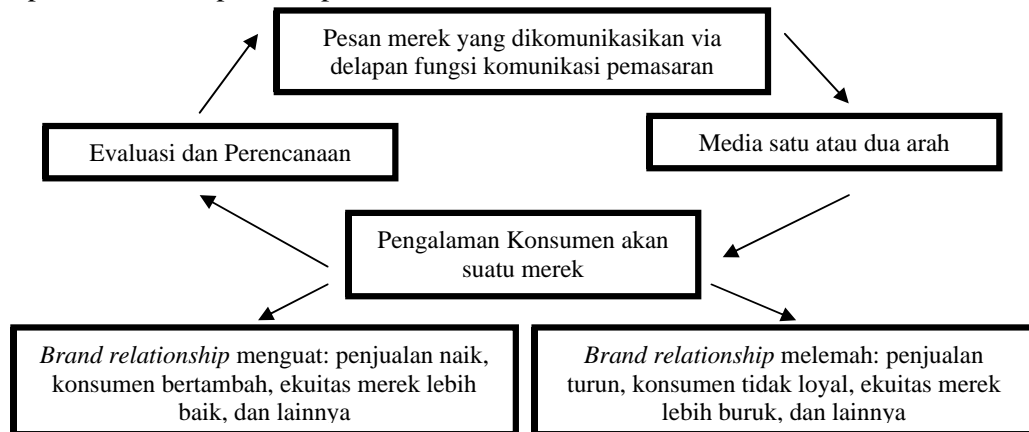 Pesan merek yang dikomunikasikan via
delapan fungsi komunikasi pemasaran
Evaluasi dan Perencanaan
Media satu atau dua arah
Pengalaman Konsumen akan
suatu merek
Brand relationship menguat: penjualan naik,
konsumen bertambah, ekuitas merek lebih
baik, dan lainnya
Brand relationship melemah: penjualan
turun, konsumen tidak loyal, ekuitas merek
lebih buruk, dan lainnya